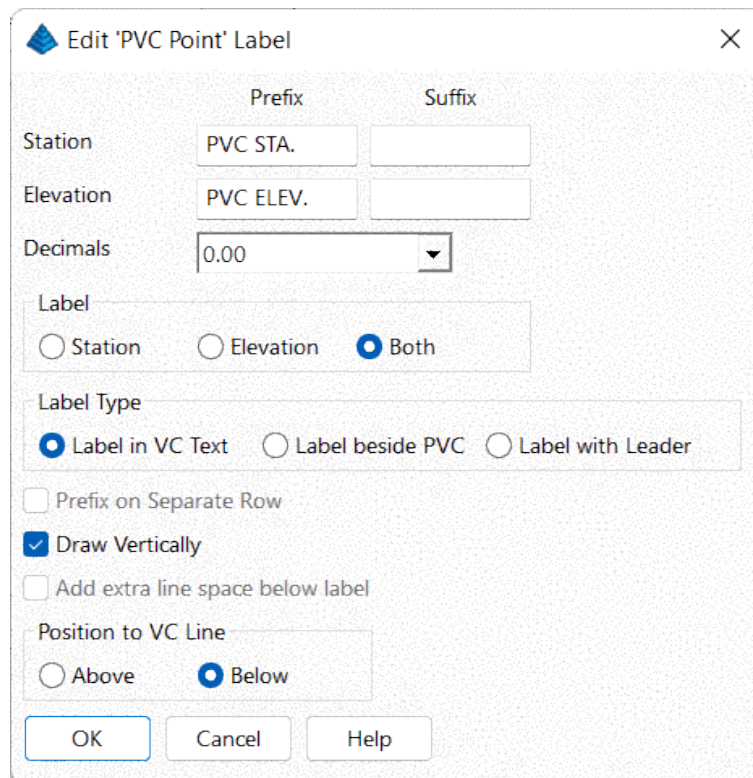 Edit 'PVC Point' Label
Prefix Suffix
Station PVC STA.
Elevation PVC ELEV.
Decimals 0.00
Label
Station Elevation Both
Label Type
Label in VC Text Label beside PVC Label with Leader
Prefix on Separate Row
Draw Vertically
Add extra line space below label
Position to VC Line
Above Below
OK Cancel Help